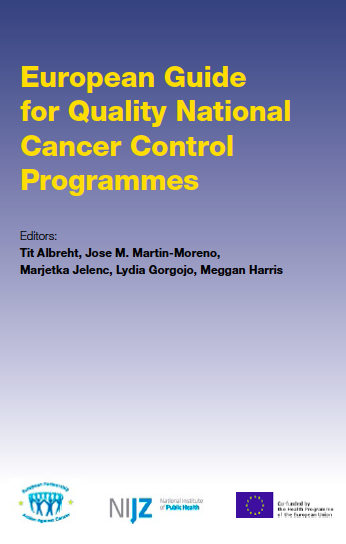 European Guide
for Quality National
Cancer Control
Programmes
Editors:
Tit Albreht, Jose M. Martin-Moreno,
Marjetka Jelenc, Lydia Gorgojo, Meggan Harris
European Partnership
Action Against Cancer
NIJZ
National Institute
of Public Health
Co-funded by
the Health Programme
of the European Union